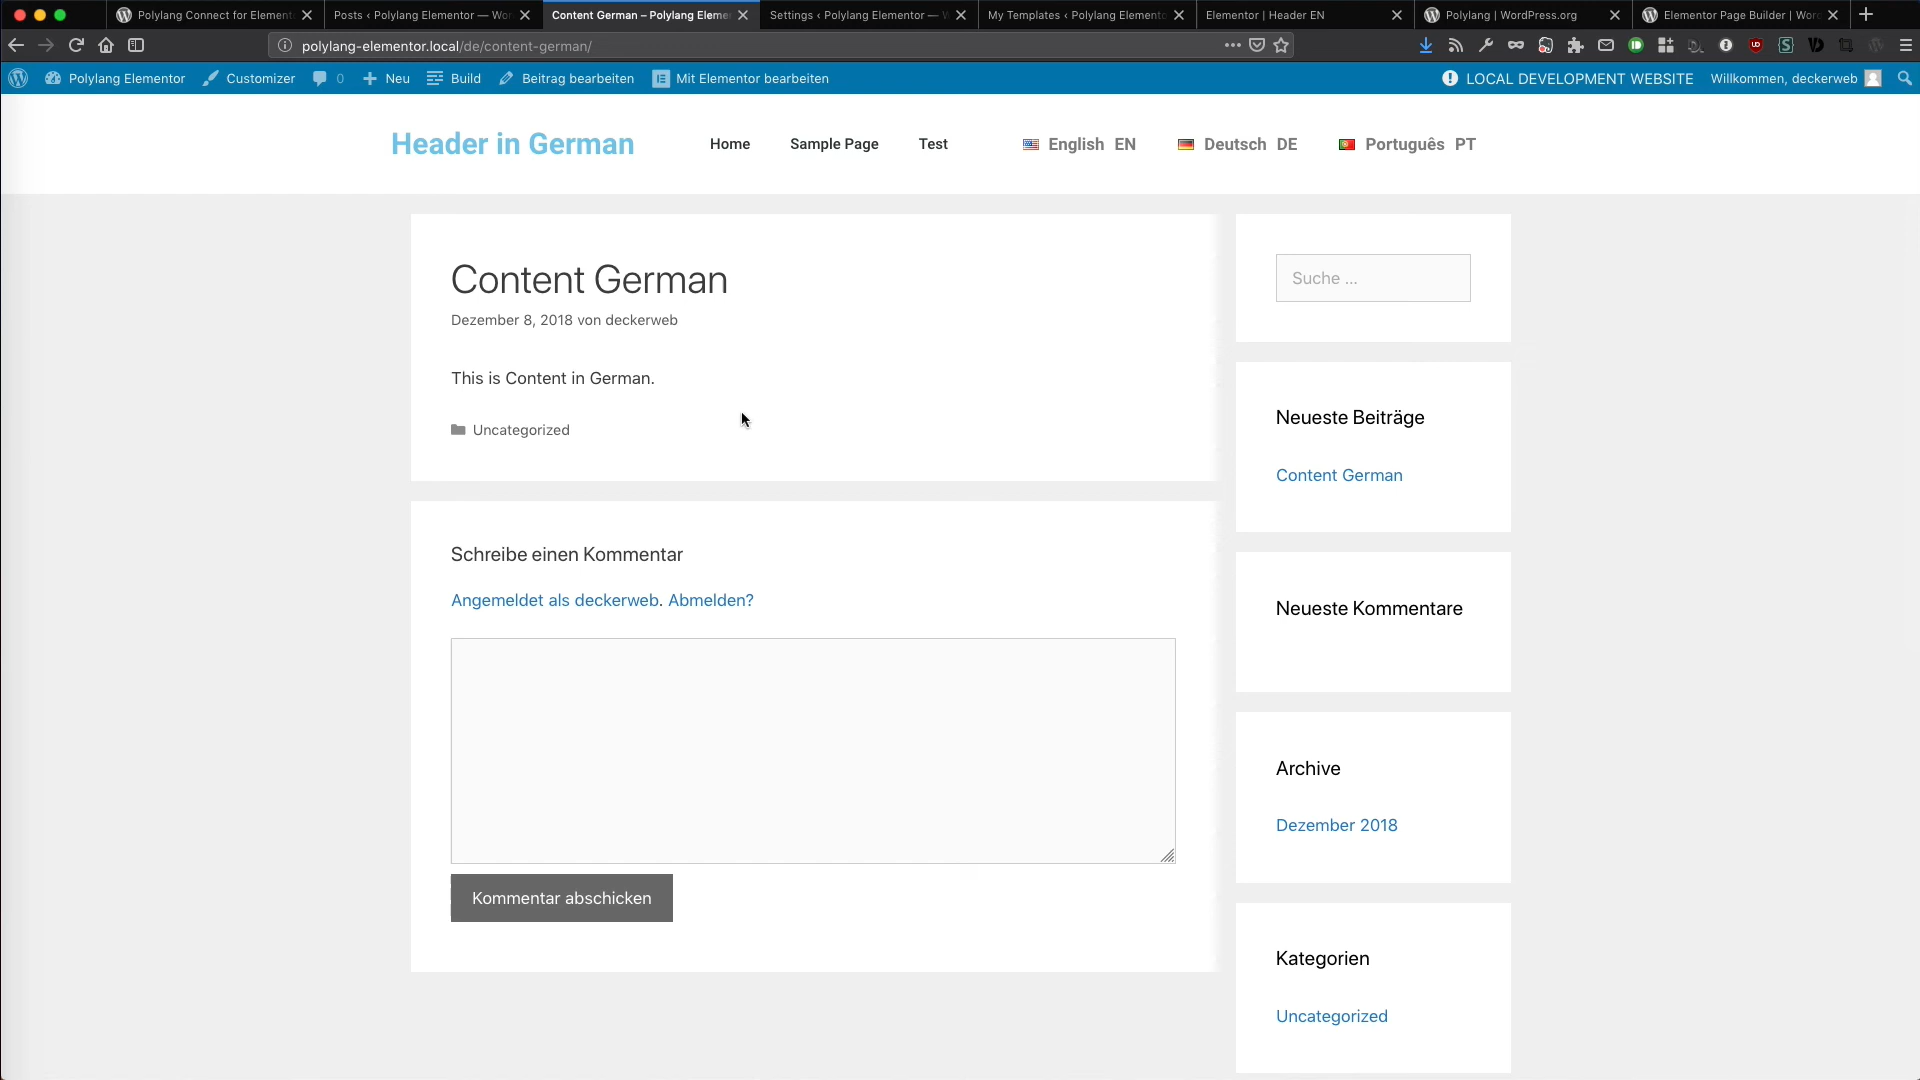 Polylang Connect for Element
Posts ‹ Polylang Elementor — Wo
Content German – Polylang Eleme
Settings ‹ Polylang Elementor — W
My Templates ‹ Polylang Elemento
Elementor | Header EN
Polylang | WordPress.org
Elementor Page Builder | Wor
polylang-elementor.local/de/content-german/
Polylang Elementor
Customizer
0
Neu
Build
Beitrag bearbeiten
Mit Elementor bearbeiten
LOCAL DEVELOPMENT WEBSITE
Willkommen, deckerweb
Header in German
Home
Sample Page
Test
English EN
Deutsch DE
Português PT
Content German
Dezember 8, 2018 von deckerweb
This is Content in German.
Uncategorized
Schreibe einen Kommentar
Angemeldet als deckerweb. Abmelden?
Kommentar abschicken
Suche ...
Neueste Beiträge
Content German
Neueste Kommentare
Archive
Dezember 2018
Kategorien
Uncategorized